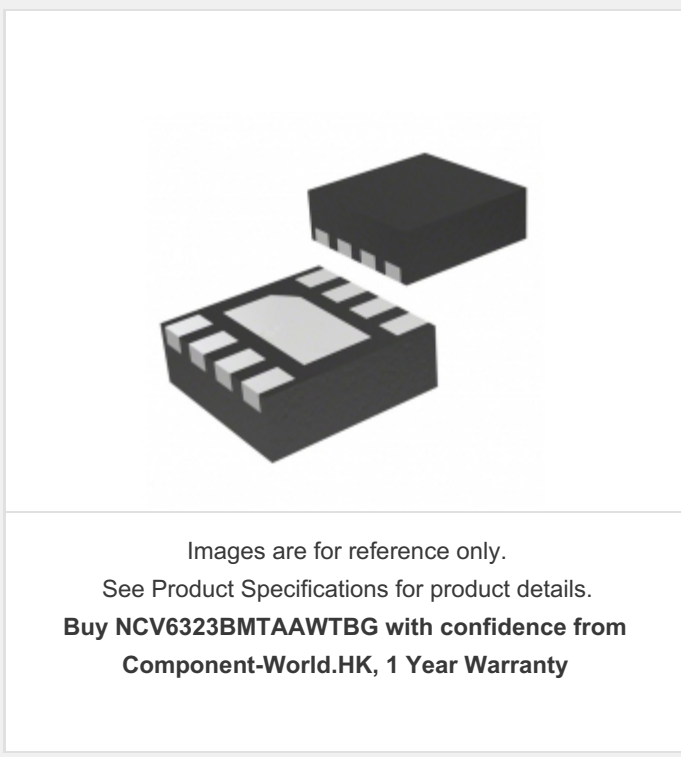 Images are for reference only.
See Product Specifications for product details.
Buy NCV6323BMTAAWTBG with confidence from
Component-World.HK, 1 Year Warranty